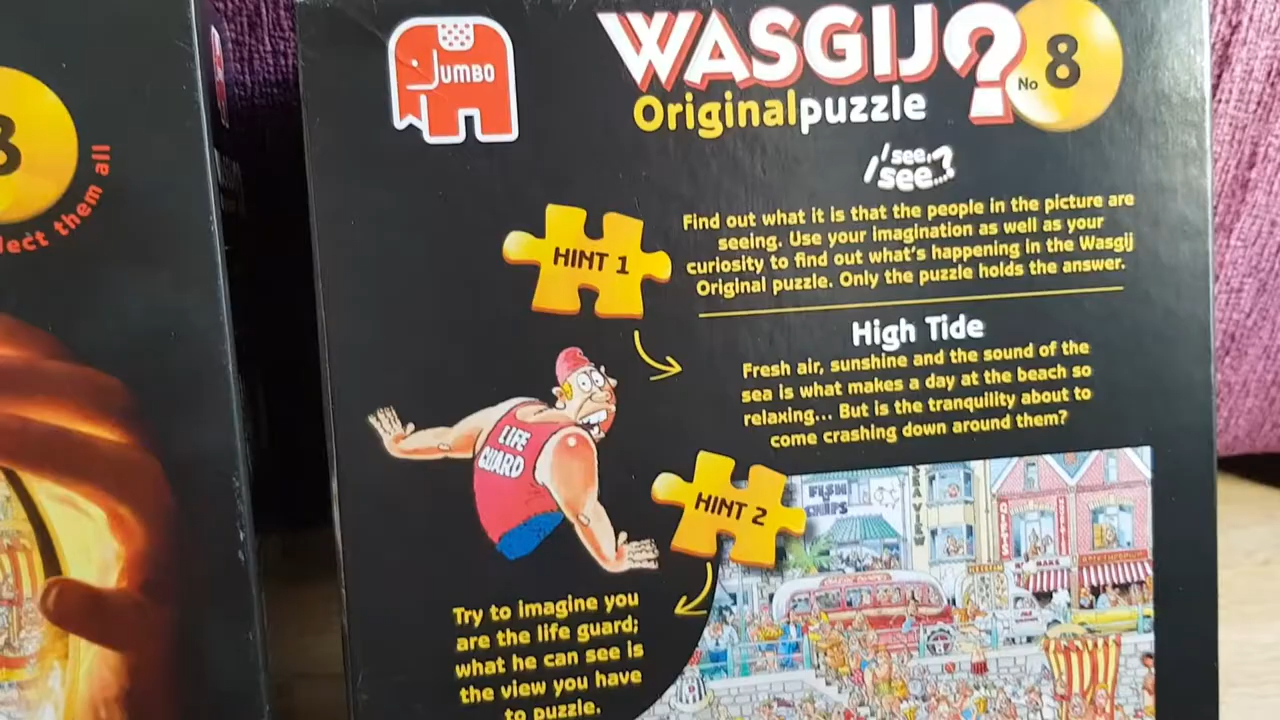 8
lect them all
JUMBO
WASGIJ?
No 8
Originalpuzzle
I see,
I see...?
HINT 1
Find out what it is that the people in the picture are
seeing. Use your imagination as well as your
curiosity to find out what's happening in the Wasgij
Original puzzle. Only the puzzle holds the answer.
High Tide
Fresh air, sunshine and the sound of the
sea is what makes a day at the beach so
relaxing... But is the tranquility about to
come crashing down around them?
LIFE
GUARD
HINT 2
Try to imagine you
are the life guard;
what he can see is
the view you have
to puzzle.
FISH
CHIPS
SEA VIEW